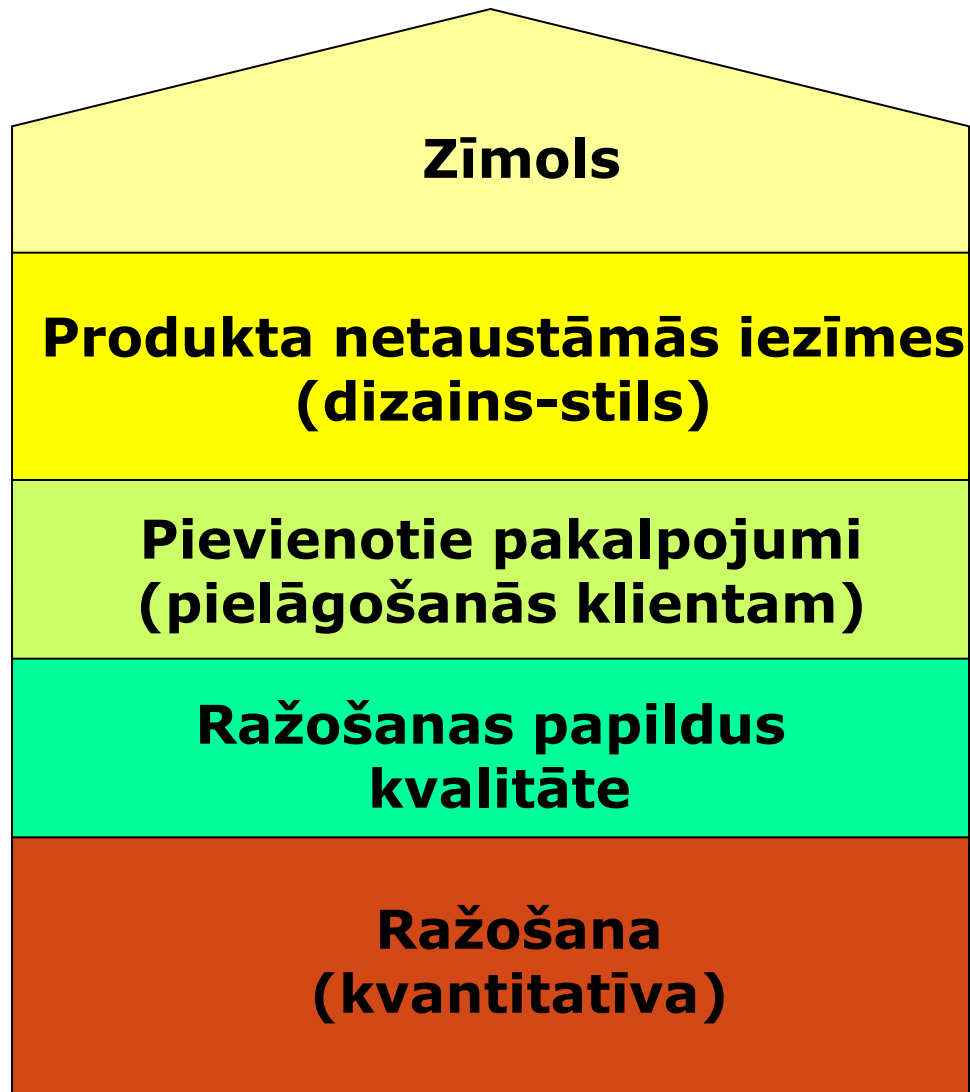 Zīmols
Produkta netaustāmās iezīmes
(dizains-stils)
Pievienotie pakalpojumi
(pielāgošanās klientam)
Ražošanas papildus
kvalitāte
Ražošana
(kvantitatīva)